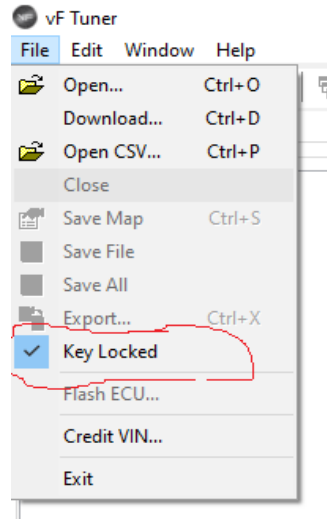 vF Tuner
File Edit Window Help
Open... Ctrl+O
Download... Ctrl+D
Open CSV... Ctrl+P
Close
Save Map Ctrl+S
Save File
Save All
Export... Ctrl+X
Key Locked
Flash ECU...
Credit VIN...
Exit